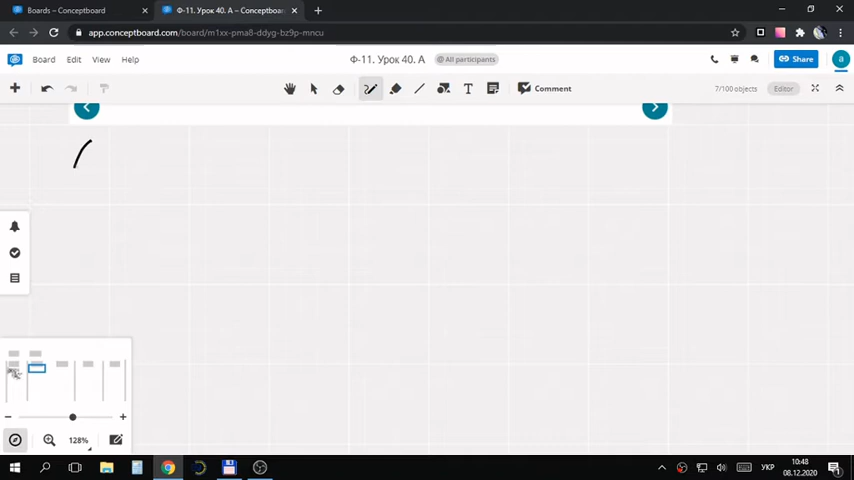 Boards – Conceptboard
Ф-11. Урок 40. А – Conceptboard
app.conceptboard.com/board/m1xx-pma8-ddyg-bz9p-mncu
Board Edit View Help
Ф-11. Урок 40. А
@ All participants
Share
a
Comment
7/100 objects
Editor
128%
УКР
10:48
08.12.2020